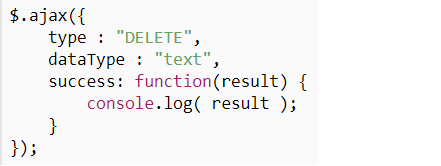 $.ajax({
    type : "DELETE",
    dataType : "text",
    success: function(result) {
        console.log( result );
    }
});